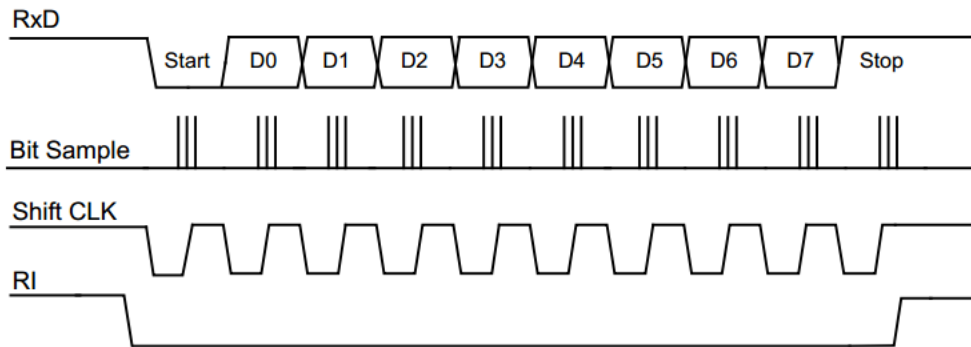 RxD
Start D0 D1 D2 D3 D4 D5 D6 D7 Stop
Bit Sample
Shift CLK
RI